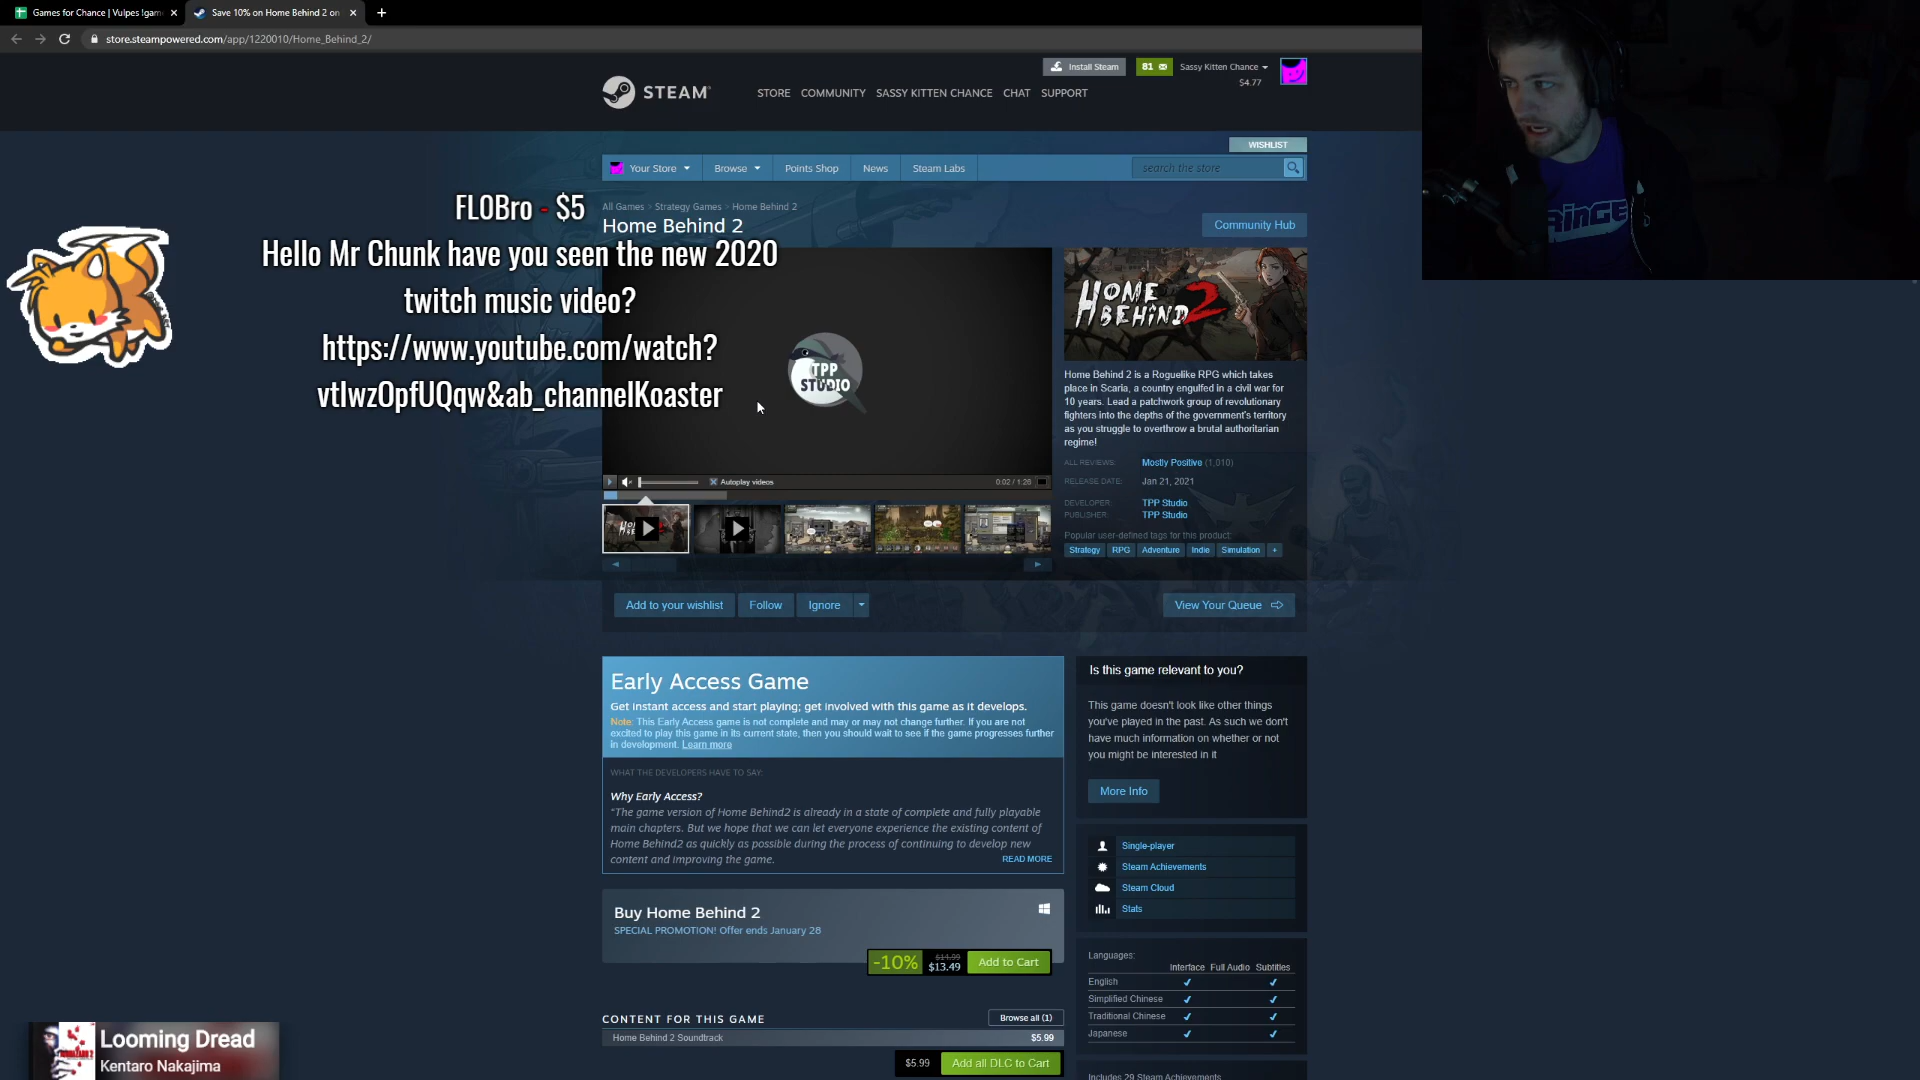 Games for Chance | Vulpes !gam
Save 10% on Home Behind 2 on
store.steampowered.com/app/1220010/Home_Behind_2/
Install Steam
81
Sassy Kitten Chance
$4.77
STEAM
STORE COMMUNITY SASSY KITTEN CHANCE CHAT SUPPORT
WISHLIST
Your Store Browse Points Shop News Steam Labs
search the store
All Games > Strategy Games > Home Behind 2
Home Behind 2
Community Hub
FL0Bro - $5
Hello Mr Chunk have you seen the new 2020
twitch music video?
https://www.youtube.com/watch?
TPP
STUDIO
Autoplay videos
0:02 / 1:26
HOME
BEHIND 2
Home Behind 2 is a Roguelike RPG which takes
place in Scaria, a country engulfed in a civil war for
10 years. Lead a patchwork group of revolutionary
fighters into the depths of the government's territory
as you struggle to overthrow a brutal authoritarian
regime!
ALL REVIEWS: Mostly Positive (1,010)
RELEASE DATE: Jan 21, 2021
DEVELOPER: TPP Studio
PUBLISHER: TPP Studio
Popular user-defined tags for this product:
Strategy RPG Adventure Indie Simulation +
Add to your wishlist Follow Ignore
View Your Queue
Early Access Game
Get instant access and start playing; get involved with this game as it develops.
Note: This Early Access game is not complete and may or may not change further. If you are not
excited to play this game in its current state, then you should wait to see if the game progresses further
in development. Learn more
WHAT THE DEVELOPERS HAVE TO SAY:
Why Early Access?
"The game version of Home Behind2 is already in a state of complete and fully playable
main chapters. But we hope that we can let everyone experience the existing content of
Home Behind2 as quickly as possible during the process of continuing to develop new
content and improving the game.
READ MORE
Is this game relevant to you?
This game doesn't look like other things
you've played in the past. As such we don't
have much information on whether or not
you might be interested in it
More Info
Single-player
Steam Achievements
Steam Cloud
Stats
Buy Home Behind 2
SPECIAL PROMOTION! Offer ends January 28
-10% $14.99 $13.49 Add to Cart
Languages:
Interface Full Audio Subtitles
English ✔ ✔
Simplified Chinese ✔ ✔
Traditional Chinese ✔ ✔
Japanese ✔ ✔
CONTENT FOR THIS GAME
Browse all (1)
Home Behind 2 Soundtrack $5.99
$5.99 Add all DLC to Cart
Includes 29 Steam Achievements
Looming Dread
Kentaro Nakajima